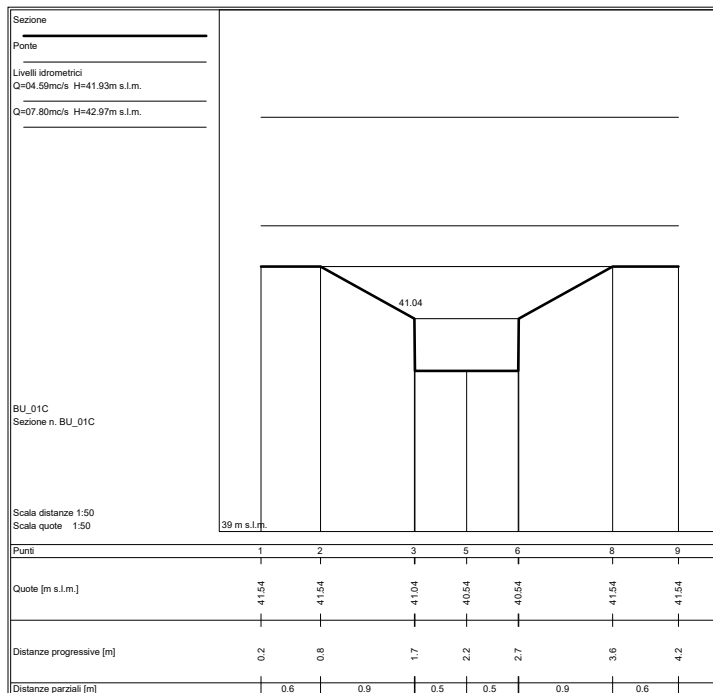 Sezione
Ponte
Livelli idrometrici
Q=04.59mc/s H=41.93m s.l.m.
Q=07.80mc/s H=42.97m s.l.m.
41.04
BU_01C
Sezione n. BU_01C
Scala distanze 1:50
Scala quote 1:50
39 m s.l.m.
Punti 1 2 3 5 6 8 9
Quote [m s.l.m.] 41.54 41.54 41.04 40.54 40.54 41.54 41.54
Distanze progressive [m] 0.2 0.8 1.7 2.2 2.7 3.6 4.2
Distanze parziali [m] 0.6 0.9 0.5 0.5 0.9 0.6